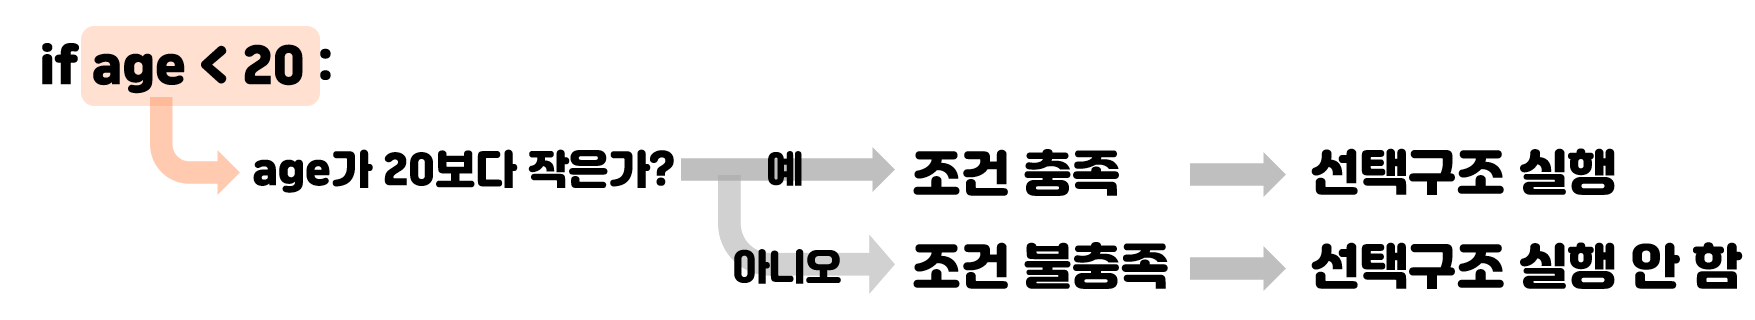 if age < 20 :
age가 20보다 작은가? 예 조건 충족 선택구조 실행
아니오 조건 불충족 선택구조 실행 안 함